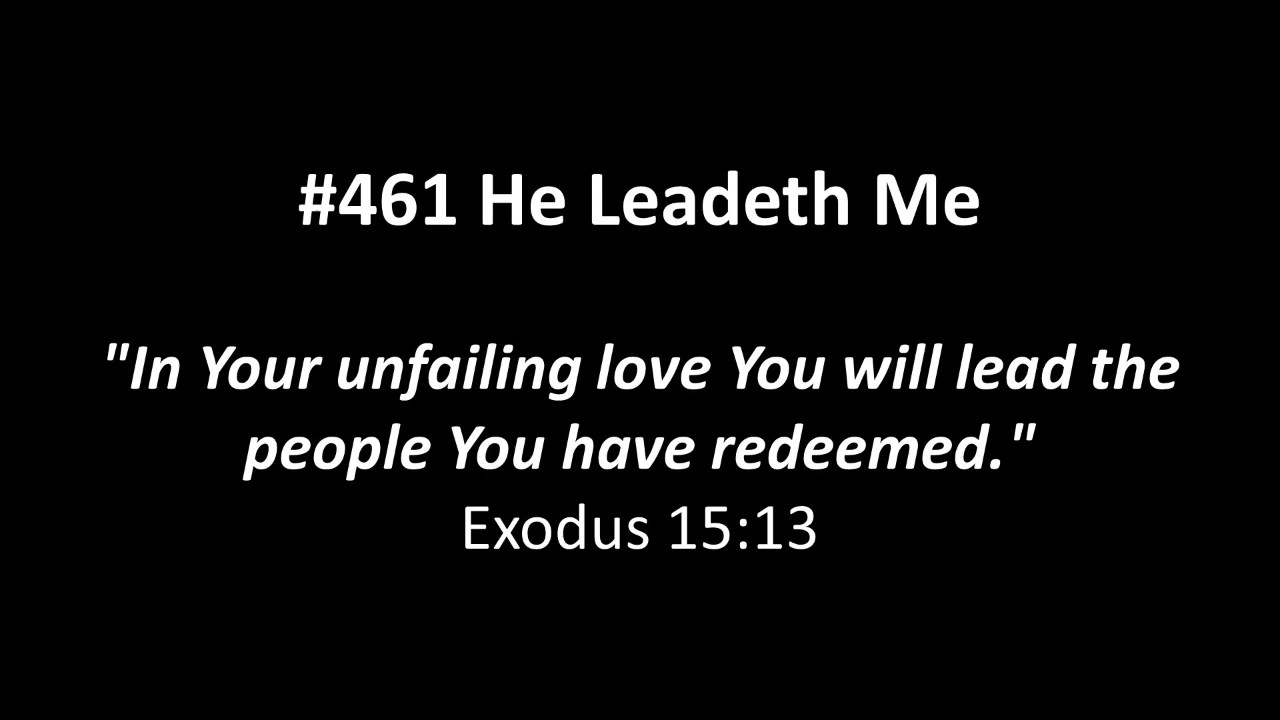 #461 He Leadeth Me
"In Your unfailing love You will lead the
people You have redeemed."
Exodus 15:13